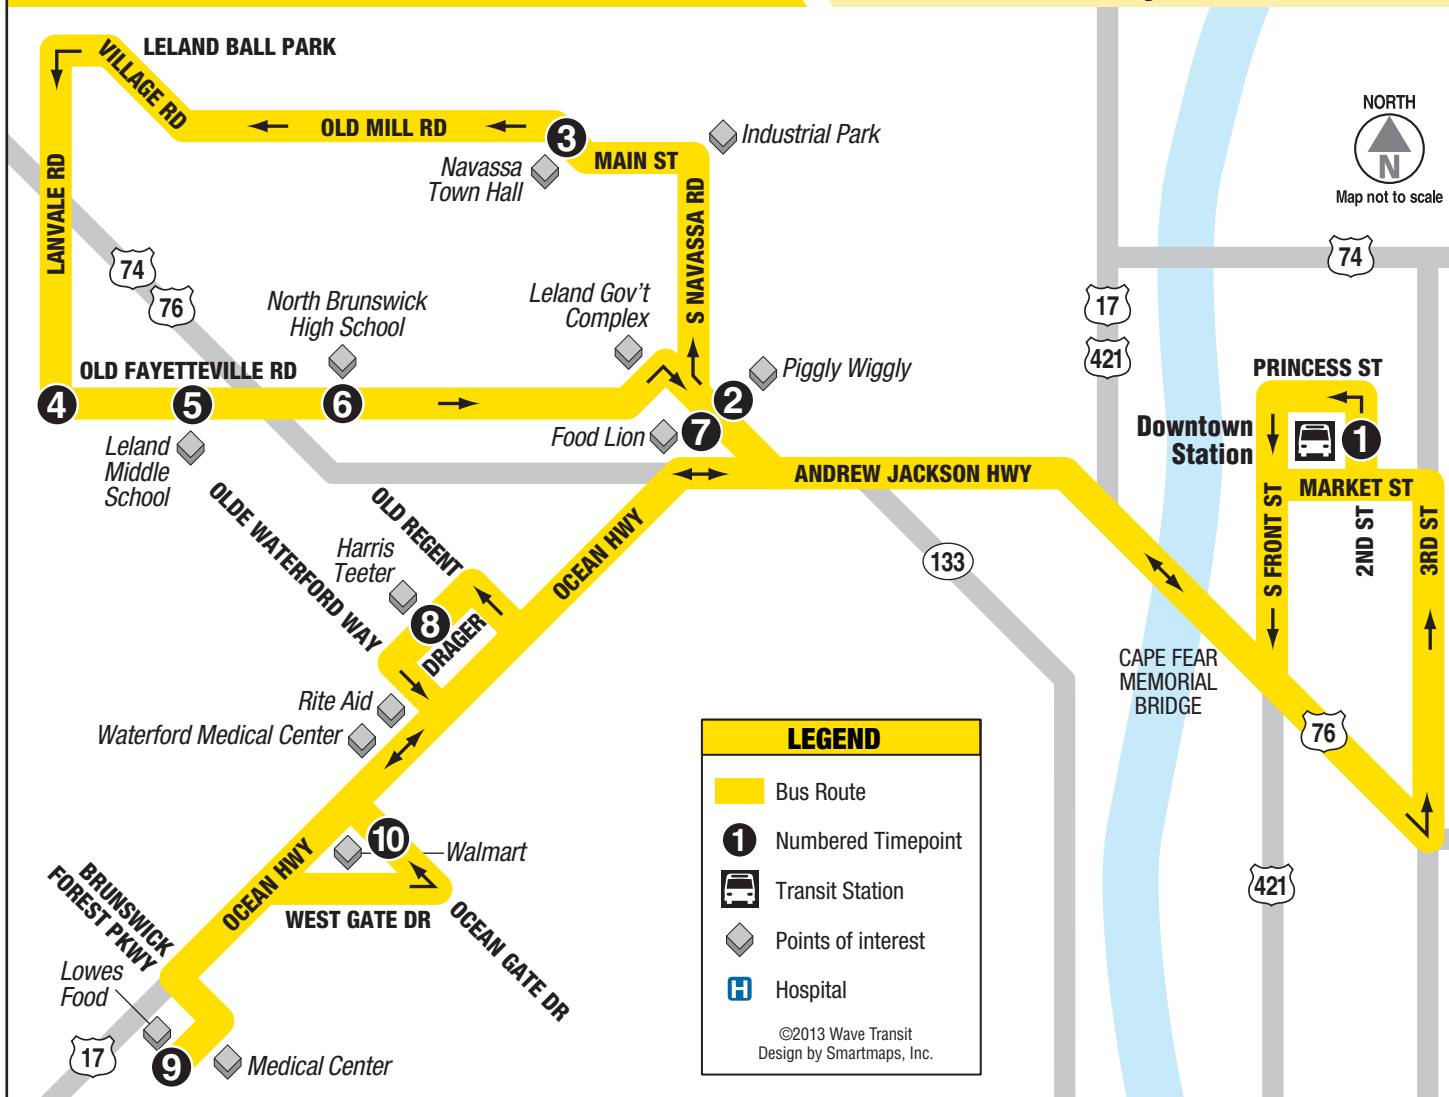 LELAND BALL PARK
VILLAGE RD
OLD MILL RD
3
MAIN ST
Industrial Park
Navassa
Town Hall
LANVALE RD
S NAVASSA RD
NORTH
N
Map not to scale
74
76
74
17
421
North Brunswick
High School
Leland Gov't
Complex
OLD FAYETTEVILLE RD
Piggly Wiggly
PRINCESS ST
4
5
6
2
7
Food Lion
Downtown
Station
1
Leland
Middle
School
ANDREW JACKSON HWY
MARKET ST
S FRONT ST
2ND ST
3RD ST
OLDE WATERFORD WAY
OLD REGENT
OCEAN HWY
Harris
Teeter
8
DRAGER
133
CAPE FEAR
MEMORIAL
BRIDGE
76
Rite Aid
Waterford Medical Center
10
Walmart
OCEAN HWY
WEST GATE DR
OCEAN GATE DR
BRUNSWICK
FOREST PKWY
Lowes
Food
17
9
Medical Center
421
LEGEND
Bus Route
1 Numbered Timepoint
Transit Station
Points of interest
H Hospital
©2013 Wave Transit
Design by Smartmaps, Inc.